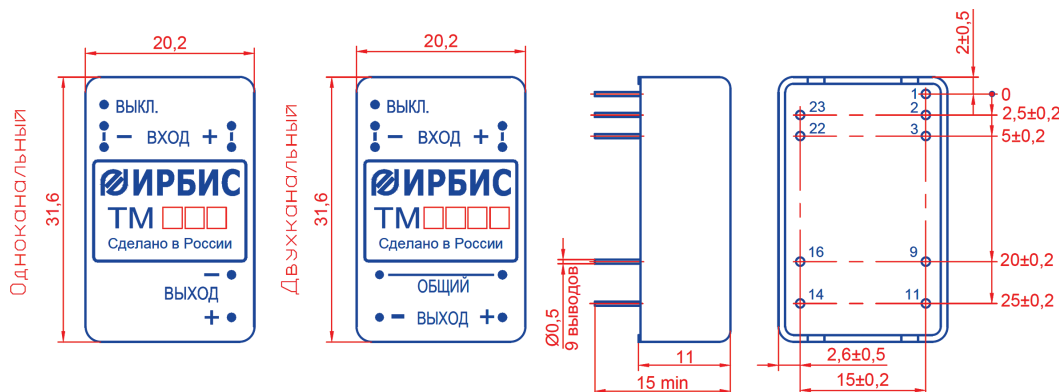 Одноканальный
20,2
31,6
ВЫКЛ.
− ВХОД +
ИРБИС
ТМ
Сделано в России
−
ВЫХОД
+
Двухканальный
20,2
31,6
ВЫКЛ.
− ВХОД +
ИРБИС
ТМ
Сделано в России
ОБЩИЙ
− ВЫХОД +
Ø0,5
9 выводов
11
15 min
2±0,5
1
0
23
2
2,5±0,2
22
3
5±0,2
16
9
20±0,2
14
11
25±0,2
2,6±0,5
15±0,2